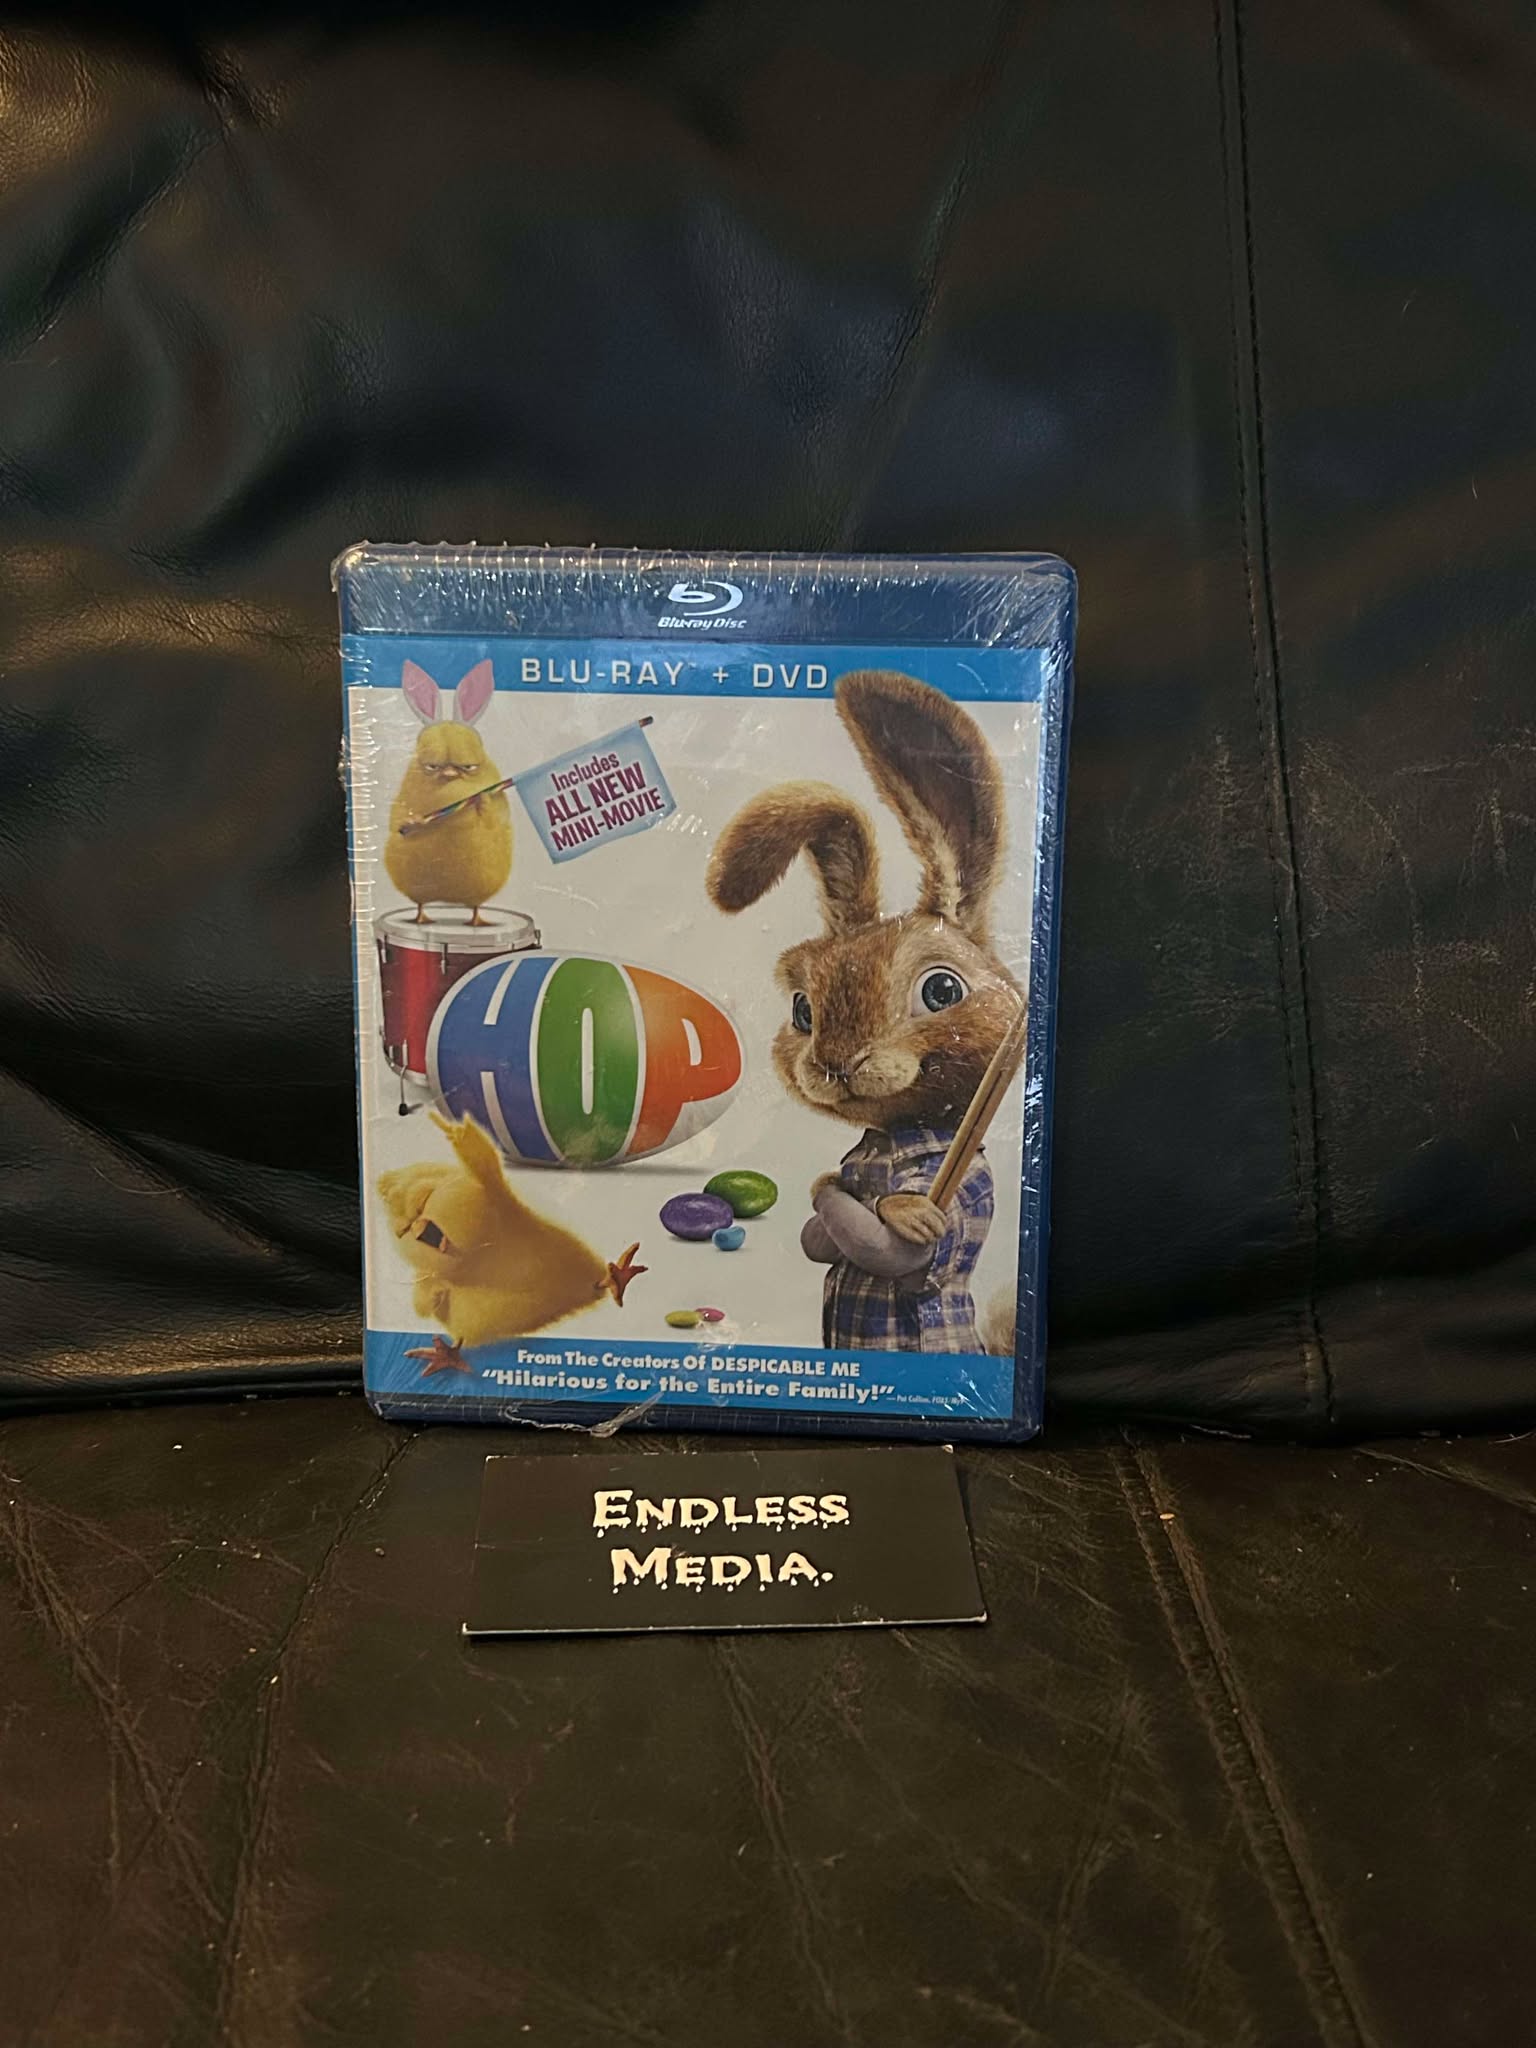 Blu-ray Disc
BLU-RAY™ + DVD
Includes
ALL NEW
MINI-MOVIE
HOP
From The Creators Of DESPICABLE ME
"Hilarious for the Entire Family!"
ENDLESS
MEDIA.